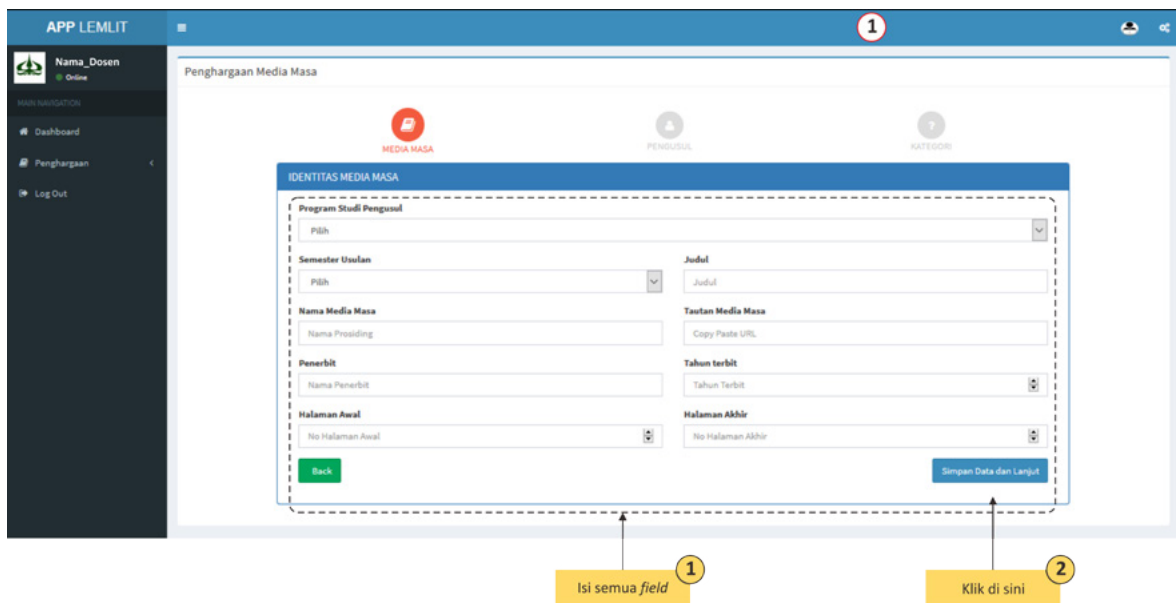 APP LEMLIT
1
Nama_Dosen
Online
MAIN NAVIGATION
Dashboard
Penghargaan
Log Out
Penghargaan Media Masa
MEDIA MASA
PENGUSUL
?
KATEGORI
IDENTITAS MEDIA MASA
Program Studi Pengusul
Pilih
Semester Usulan
Judul
Pilih
Judul
Nama Media Masa
Tautan Media Masa
Nama Prosiding
Copy Paste URL
Penerbit
Tahun terbit
Nama Penerbit
Tahun Terbit
Halaman Awal
Halaman Akhir
No Halaman Awal
No Halaman Akhir
Back
Simpan Data dan Lanjut
1
Isi semua field
2
Klik di sini